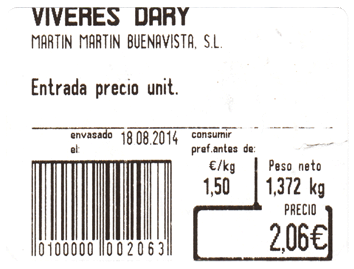 VIVERES DARY
MARTIN MARTIN BUENAVISTA, S.L.
Entrada precio unit.
envasado el: 18 08.2014
consumir pref.antes de:
€/kg Peso neto
1,50 1,372 kg
PRECIO
2,06€
0100000 002063